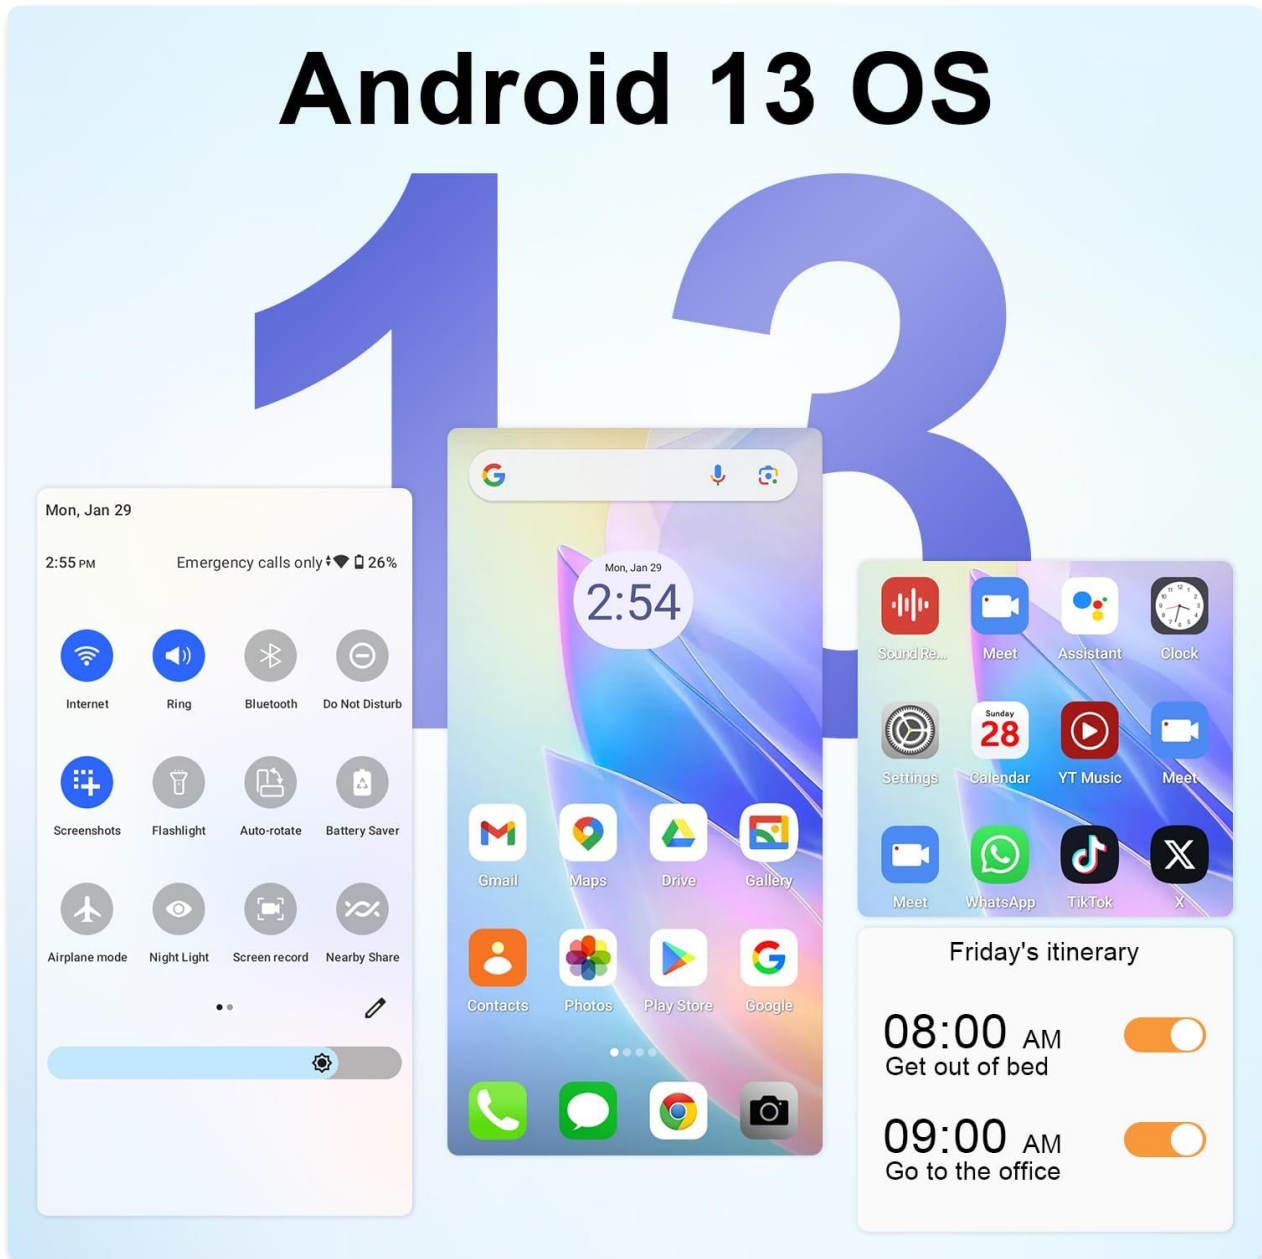 Android 13 OS
13
Mon, Jan 29
2:55 PM
Emergency calls only 26%
Internet
Ring
Bluetooth
Do Not Disturb
Screenshots
Flashlight
Auto-rotate
Battery Saver
Airplane mode
Night Light
Screen record
Nearby Share
Mon, Jan 29
2:54
Gmail
Maps
Drive
Gallery
Contacts
Photos
Play Store
Google
Sound Re...
Meet
Assistant
Clock
Settings
Sunday
28
Calendar
YT Music
Meet
Meet
WhatsApp
TikTok
X
Friday's itinerary
08:00 AM
Get out of bed
09:00 AM
Go to the office